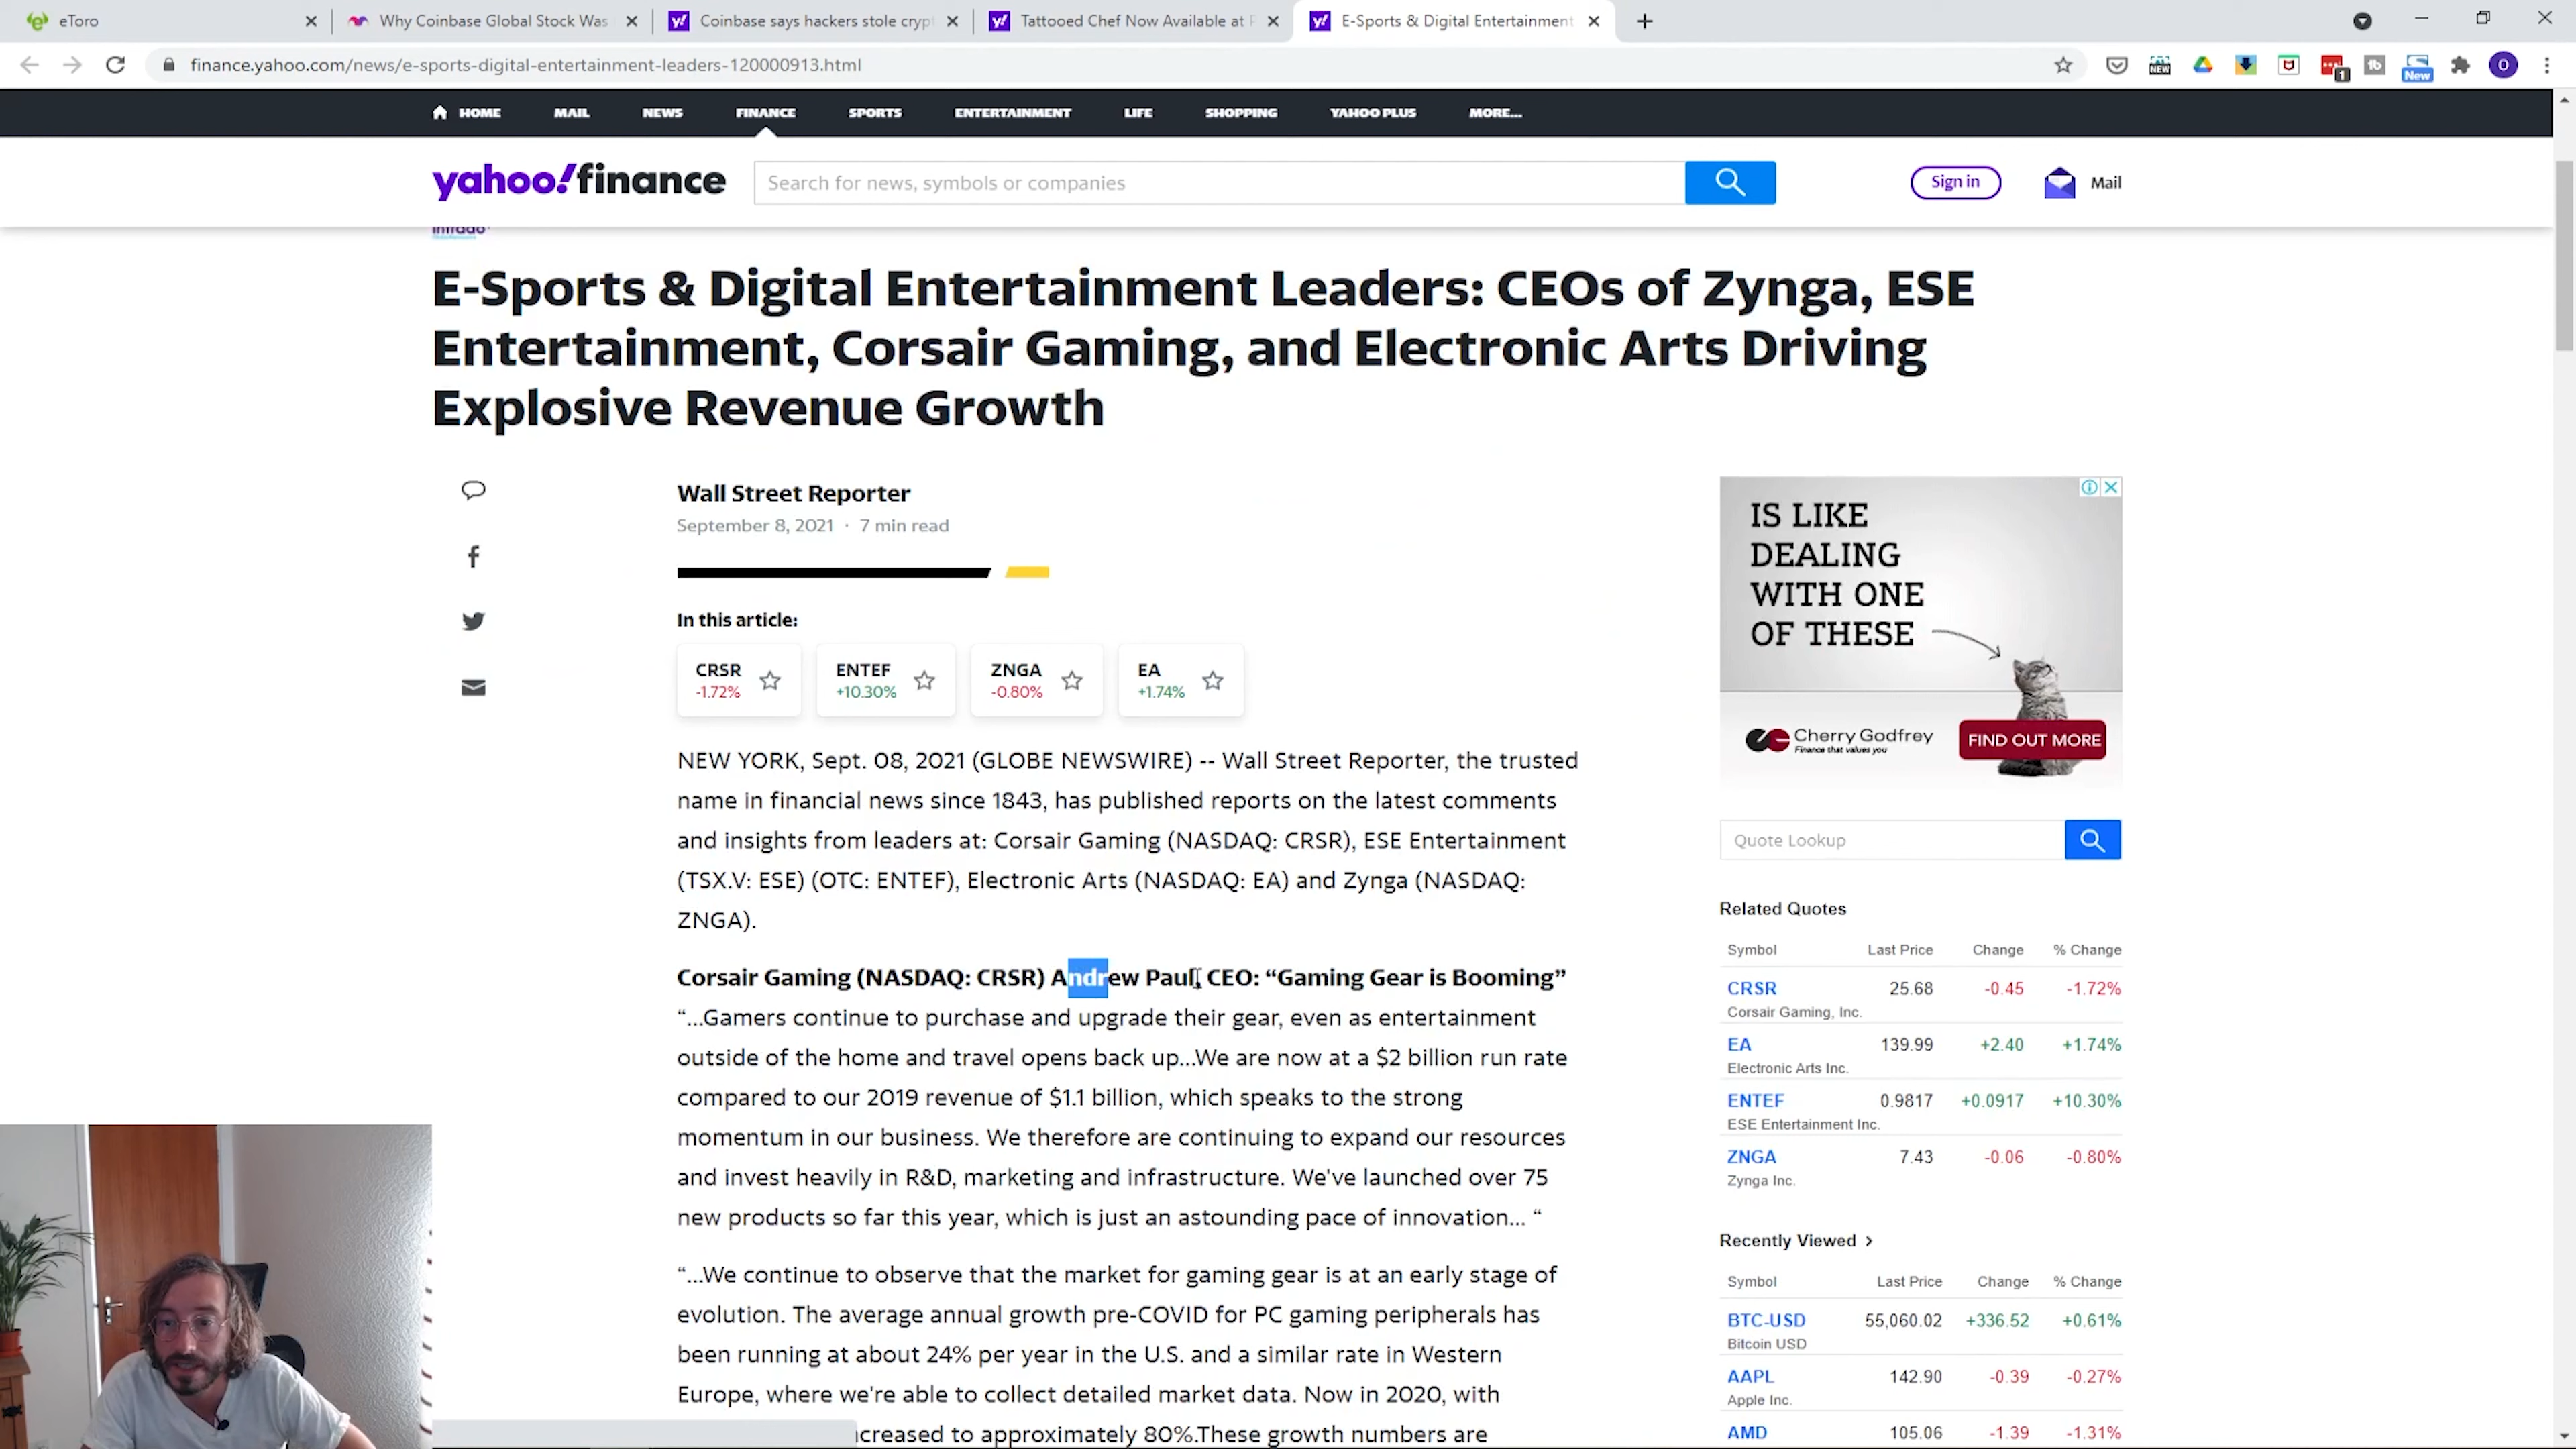 eToro
Why Coinbase Global Stock Was
Coinbase says hackers stole cryp
Tattooed Chef Now Available at
E-Sports & Digital Entertainment
finance.yahoo.com/news/e-sports-digital-entertainment-leaders-120000913.html
NEW
1
New
O
HOME MAIL NEWS FINANCE SPORTS ENTERTAINMENT LIFE SHOPPING YAHOO PLUS MORE...
yahoo!finance
Search for news, symbols or companies
Sign in
Mail
E-Sports & Digital Entertainment Leaders: CEOs of Zynga, ESE
Entertainment, Corsair Gaming, and Electronic Arts Driving
Explosive Revenue Growth
Wall Street Reporter
September 8, 2021 · 7 min read
In this article:
CRSR ENTEF ZNGA EA
-1.72% +10.30% -0.80% +1.74%
NEW YORK, Sept. 08, 2021 (GLOBE NEWSWIRE) -- Wall Street Reporter, the trusted
name in financial news since 1843, has published reports on the latest comments
and insights from leaders at: Corsair Gaming (NASDAQ: CRSR), ESE Entertainment
(TSX.V: ESE) (OTC: ENTEF), Electronic Arts (NASDAQ: EA) and Zynga (NASDAQ:
ZNGA).
Corsair Gaming (NASDAQ: CRSR) Andrew Paul, CEO: “Gaming Gear is Booming”
“...Gamers continue to purchase and upgrade their gear, even as entertainment
outside of the home and travel opens back up...We are now at a $2 billion run rate
compared to our 2019 revenue of $1.1 billion, which speaks to the strong
momentum in our business. We therefore are continuing to expand our resources
and invest heavily in R&D, marketing and infrastructure. We've launched over 75
new products so far this year, which is just an astounding pace of innovation... “
“...We continue to observe that the market for gaming gear is at an early stage of
evolution. The average annual growth pre-COVID for PC gaming peripherals has
been running at about 24% per year in the U.S. and a similar rate in Western
Europe, where we're able to collect detailed market data. Now in 2020, with
creased to approximately 80%.These growth numbers are
IS LIKE
DEALING
WITH ONE
OF THESE
Cherry Godfrey
Finance that values you
FIND OUT MORE
Quote Lookup
Related Quotes
Symbol Last Price Change % Change
CRSR 25.68 -0.45 -1.72%
Corsair Gaming, Inc.
EA 139.99 +2.40 +1.74%
Electronic Arts Inc.
ENTEF 0.9817 +0.0917 +10.30%
ESE Entertainment Inc.
ZNGA 7.43 -0.06 -0.80%
Zynga Inc.
Recently Viewed
Symbol Last Price Change % Change
BTC-USD 55,060.02 +336.52 +0.61%
Bitcoin USD
AAPL 142.90 -0.39 -0.27%
Apple Inc.
AMD 105.06 -1.39 -1.31%